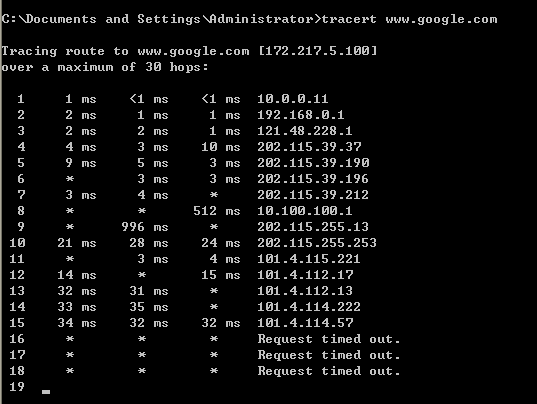 C:\Documents and Settings\Administrator>tracert www.google.com
Tracing route to www.google.com [172.217.5.100]
over a maximum of 30 hops:
1 1 ms <1 ms <1 ms 10.0.0.11
2 2 ms 1 ms 1 ms 192.168.0.1
3 2 ms 2 ms 1 ms 121.48.228.1
4 4 ms 3 ms 10 ms 202.115.39.37
5 9 ms 5 ms 3 ms 202.115.39.190
6 * 3 ms 3 ms 202.115.39.196
7 3 ms 4 ms * 202.115.39.212
8 * * 512 ms 10.100.100.1
9 * 996 ms * 202.115.255.13
10 21 ms 28 ms 24 ms 202.115.255.253
11 * 3 ms 4 ms 101.4.115.221
12 14 ms * 15 ms 101.4.112.17
13 32 ms 31 ms * 101.4.112.13
14 33 ms 35 ms * 101.4.114.222
15 34 ms 32 ms 32 ms 101.4.114.57
16 * * * Request timed out.
17 * * * Request timed out.
18 * * * Request timed out.
19